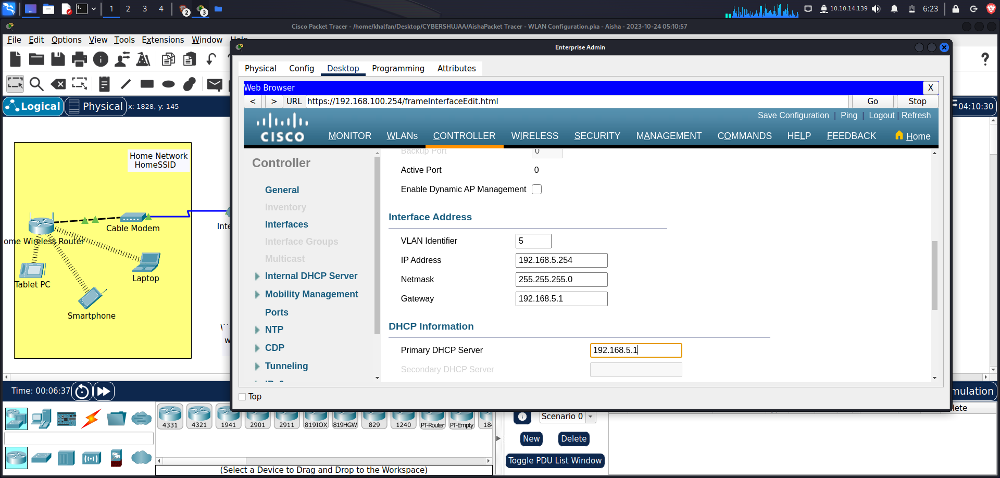 1 2 3 4 2 3 10.10.14.139 6:23
Cisco Packet Tracer - /home/khalfan/Desktop/CYBERSHUJAA/AishaPacket Tracer - WLAN Configuration.pka - Aisha - 2023-10-24 05:10:57
File Edit Options View Tools Extensions Window Help
Enterprise Admin
Physical Config Desktop Programming Attributes
Web Browser X
< > URL https://192.168.100.254/frameInterfaceEdit.html Go Stop
Logical Physical x: 1828, y: 145
04:10:30
Save Configuration | Ping | Logout | Refresh
CISCO
MONITOR WLANs CONTROLLER WIRELESS SECURITY MANAGEMENT COMMANDS HELP FEEDBACK Home
Controller
General
Inventory
Interfaces
Interface Groups
Multicast
Internal DHCP Server
Mobility Management
Ports
NTP
CDP
Tunneling
Backup Port 0
Active Port 0
Enable Dynamic AP Management
Interface Address
VLAN Identifier 5
IP Address 192.168.5.254
Netmask 255.255.255.0
Gateway 192.168.5.1
DHCP Information
Primary DHCP Server 192.168.5.1
Secondary DHCP Server
Top
Home Network
HomeSSID
Cable Modem
Inte
ome Wireless Router
Laptop
Tablet PC
Smartphone
w
Time: 00:06:37
mulation
4331 4321 1941 2901 2911 819IOX 819HGW 829 1240 PT-Router PT-Empty 184
Scenario 0
lete
New Delete
Toggle PDU List Window
(Select a Device to Drag and Drop to the Workspace)